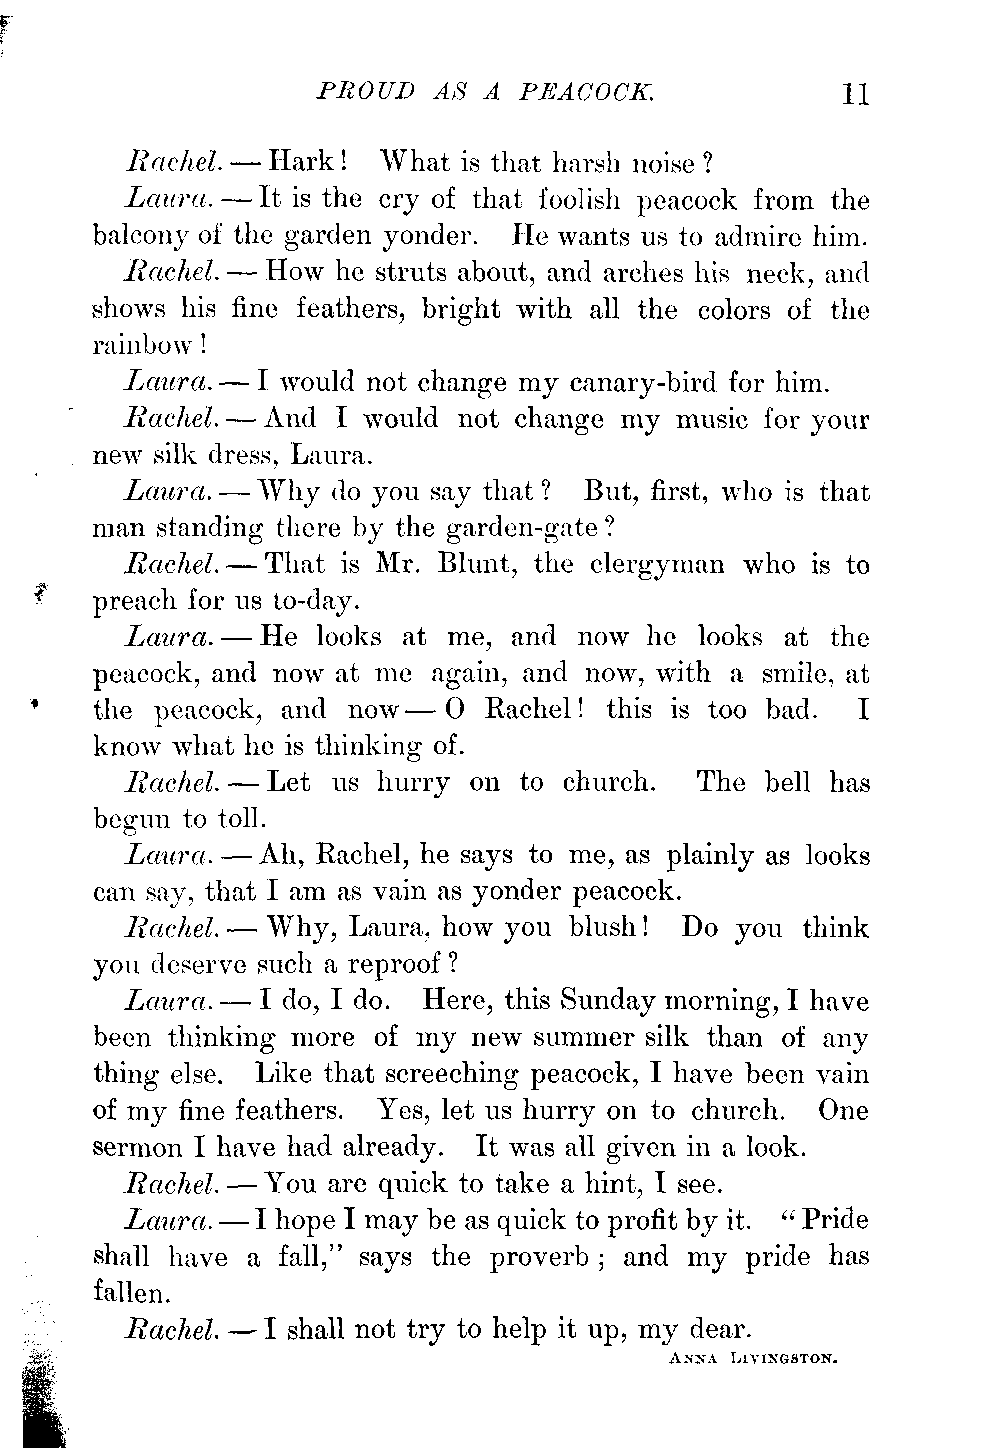 PROUD AS A PEACOCK. 11
Rachel. — Hark! What is that harsh noise?
Laura. — It is the cry of that foolish peacock from the
balcony of the garden yonder. He wants us to admire him.
Rachel. — How he struts about, and arches his neck, and
shows his fine feathers, bright with all the colors of the
rainbow!
Laura. — I would not change my canary-bird for him.
Rachel. — And I would not change my music for your
new silk dress, Laura.
Laura. — Why do you say that? But, first, who is that
man standing there by the garden-gate?
Rachel. — That is Mr. Blunt, the clergyman who is to
preach for us to-day.
Laura. — He looks at me, and now he looks at the
peacock, and now at me again, and now, with a smile, at
the peacock, and now — O Rachel! this is too bad. I
know what he is thinking of.
Rachel. — Let us hurry on to church. The bell has
begun to toll.
Laura. — Ah, Rachel, he says to me, as plainly as looks
can say, that I am as vain as yonder peacock.
Rachel. — Why, Laura, how you blush! Do you think
you deserve such a reproof?
Laura. — I do, I do. Here, this Sunday morning, I have
been thinking more of my new summer silk than of any
thing else. Like that screeching peacock, I have been vain
of my fine feathers. Yes, let us hurry on to church. One
sermon I have had already. It was all given in a look.
Rachel. — You are quick to take a hint, I see.
Laura. — I hope I may be as quick to profit by it. "Pride
shall have a fall," says the proverb; and my pride has
fallen.
Rachel. — I shall not try to help it up, my dear.
ANNA LIVINGSTON.